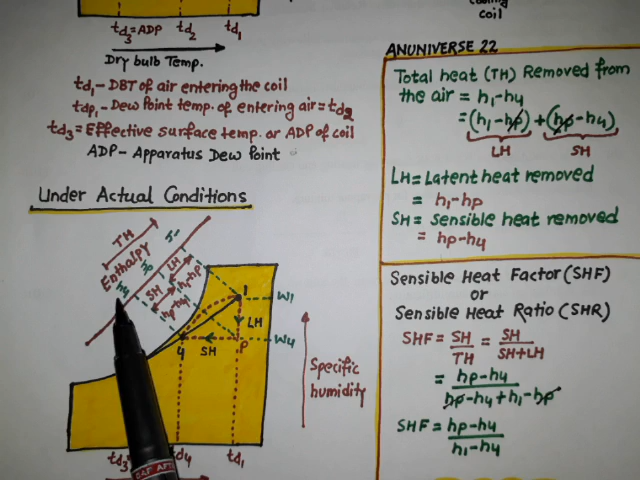 cooling
coil
td3=ADP td2 td1
Dry bulb Temp.
td1 - DBT of air entering the coil
tdp1 - Dew Point temp. of entering air = td2
td3 = Effective surface temp. or ADP of coil
ADP - Apparatus Dew Point
Under Actual Conditions
TH
Enthalpy
h4 hp h1
SH LH
hp-h4 h1-hP
1
W1
LH
4
SH
P
W4
Specific
humidity
td3 td4 td1
ANUNIVERSE 22
Total heat (TH) Removed from
the air = h1-h4
= (h1-hp) + (hp-h4)
LH SH
LH = Latent heat removed
= h1-hp
SH = Sensible heat removed
= hp-h4
Sensible Heat Factor (SHF)
or
Sensible Heat Ratio (SHR)
SHF = SH/TH = SH/SH+LH
= hp-h4/hp-h4+h1-hp
SHF = hp-h4/h1-h4